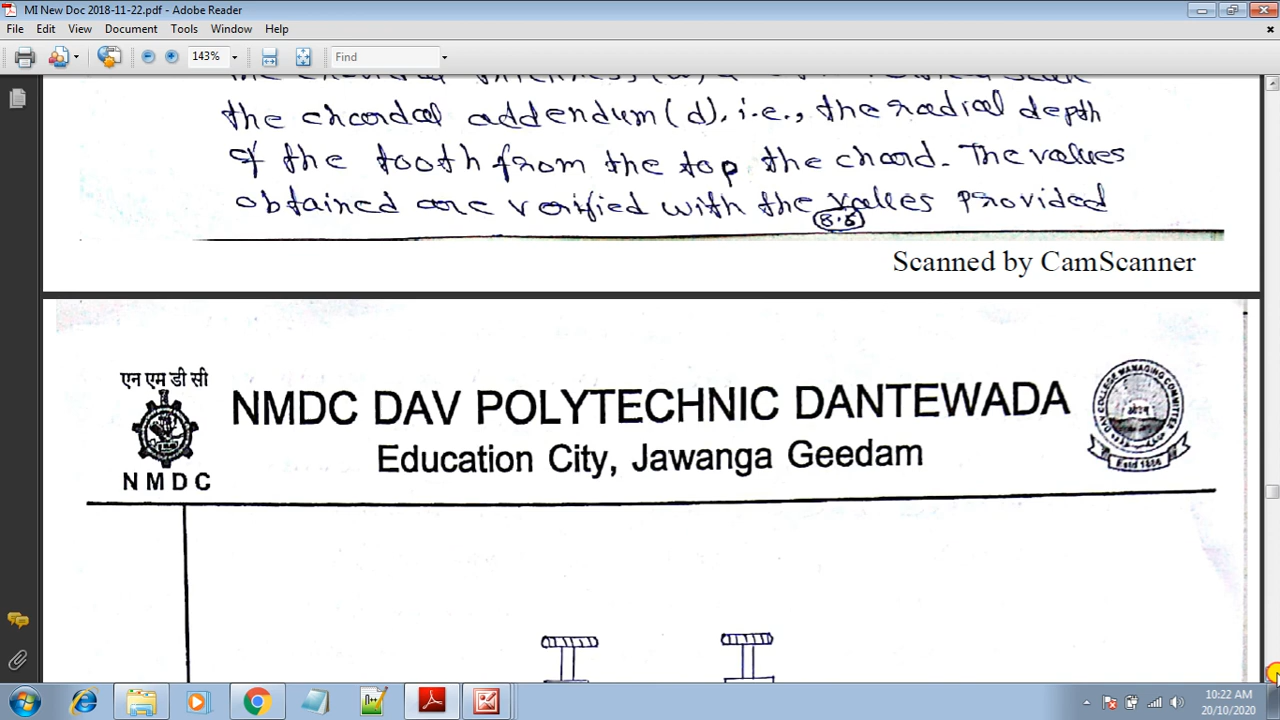 MI New Doc 2018-11-22.pdf - Adobe Reader
File Edit View Document Tools Window Help
143% Find
the chordal addendum (d), i.e., the radial depth
of the tooth from the top the chord. The values
obtained are verified with the values provided
Scanned by CamScanner
एन एम डी सी
NMDC DAV POLYTECHNIC DANTEWADA
Education City, Jawanga Geedam
N M D C
10:22 AM
20/10/2020